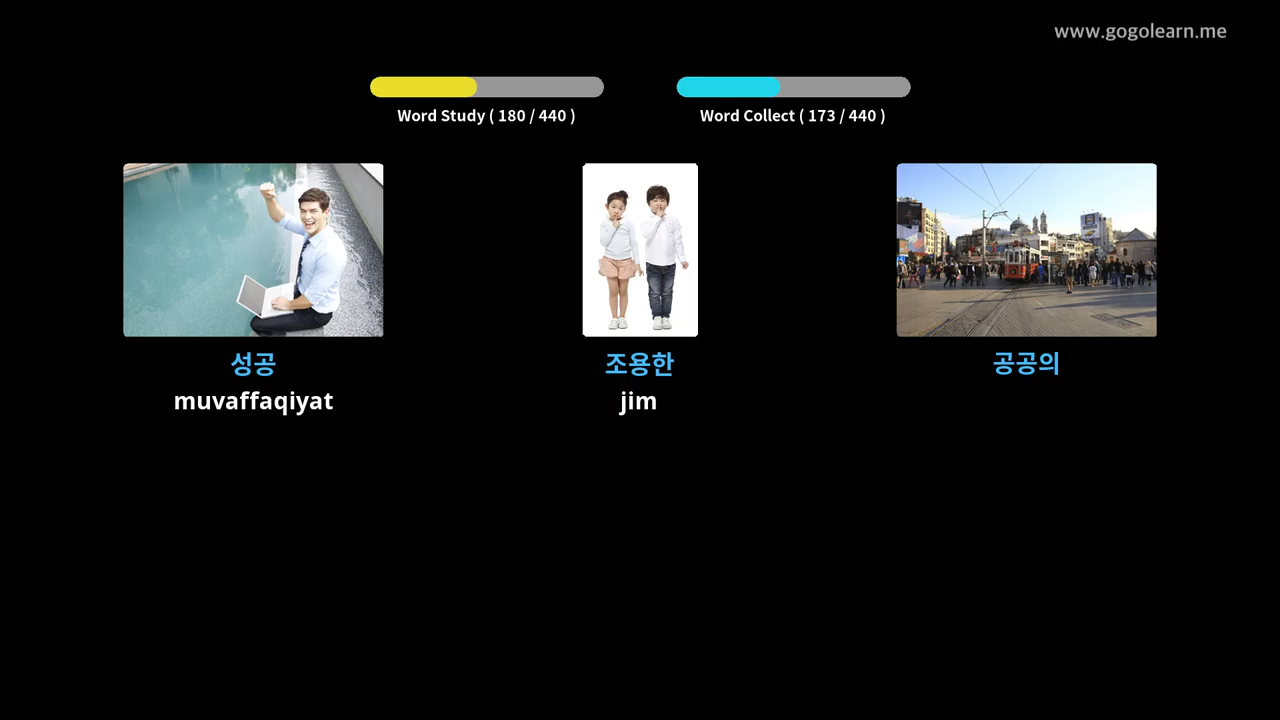 www.gogolearn.me
Word Study ( 180 / 440 )
Word Collect ( 173 / 440 )
성공
muvaffaqiyat
조용한
jim
공공의